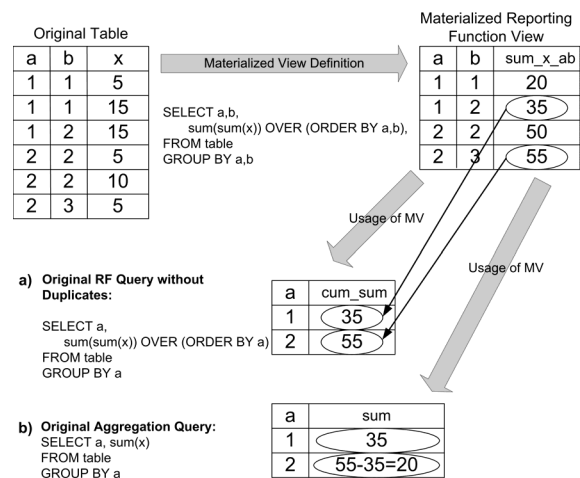 Original Table
a b x
1 1 5
1 1 15
1 2 15
2 2 5
2 2 10
2 3 5
Materialized View Definition
SELECT a,b,
sum(sum(x)) OVER (ORDER BY a,b),
FROM table
GROUP BY a,b
Materialized Reporting
Function View
a b sum_x_ab
1 1 20
1 2 35
2 2 50
2 3 55
Usage of MV
Usage of MV
a) Original RF Query without
Duplicates:
SELECT a,
sum(sum(x)) OVER (ORDER BY a)
FROM table
GROUP BY a
a cum_sum
1 35
2 55
b) Original Aggregation Query:
SELECT a, sum(x)
FROM table
GROUP BY a
a sum
1 35
2 55-35=20